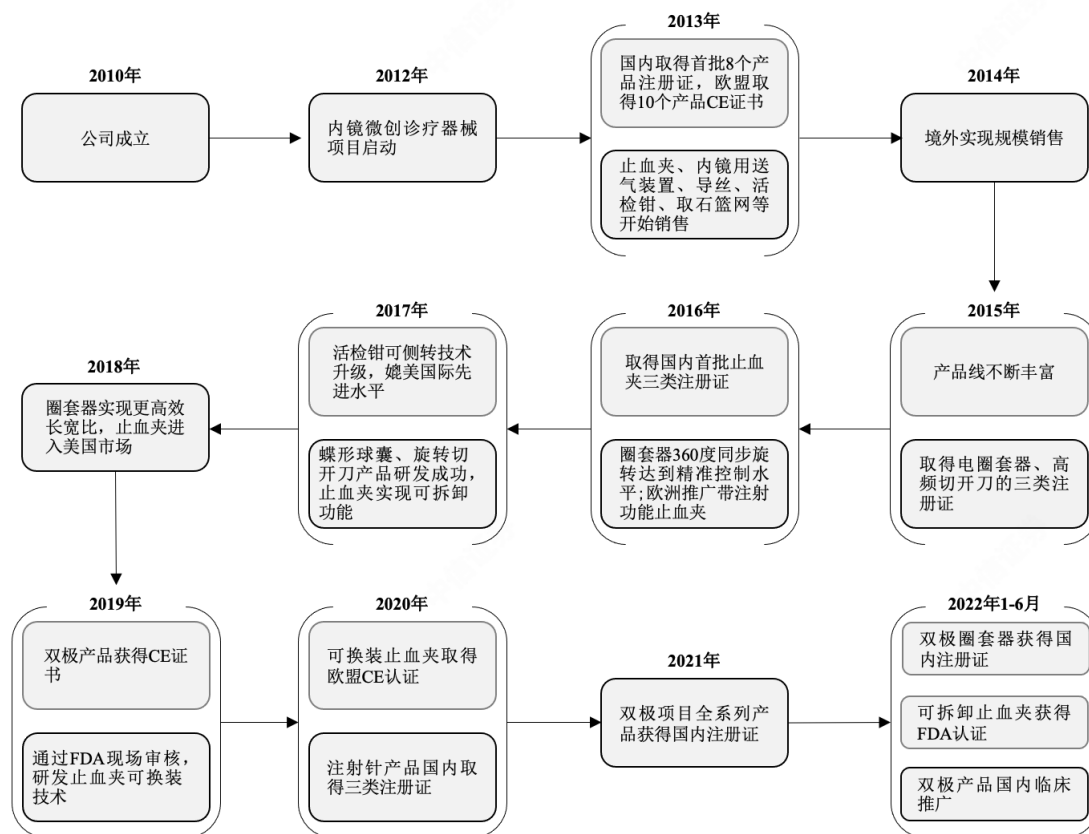 2010年
公司成立
2012年
内镜微创诊疗器械
项目启动
2013年
国内取得首批8个产
品注册证，欧盟取
得10个产品CE证书
止血夹、内镜用送
气装置、导丝、活
检钳、取石篮网等
开始销售
2014年
境外实现规模销售
2015年
产品线不断丰富
取得电圈套器、高
频切开刀的三类注
册证
2016年
取得国内首批止血
夹三类注册证
圈套器360度同步旋
转达到精准控制水
平；欧洲推广带注射
功能止血夹
2017年
活检钳可侧转技术
升级，媲美国际先
进水平
蝶形球囊、旋转切
开刀产品研发成功，
止血夹实现可拆卸
功能
2018年
圈套器实现更高效
长宽比，止血夹进
入美国市场
2019年
双极产品获得CE证
书
通过FDA现场审核，
研发止血夹可换装
技术
2020年
可换装止血夹取得
欧盟CE认证
注射针产品国内取
得三类注册证
2021年
双极项目全系列产
品获得国内注册证
2022年1-6月
双极圈套器获得国
内注册证
可拆卸止血夹获得
FDA认证
双极产品国内临床
推广